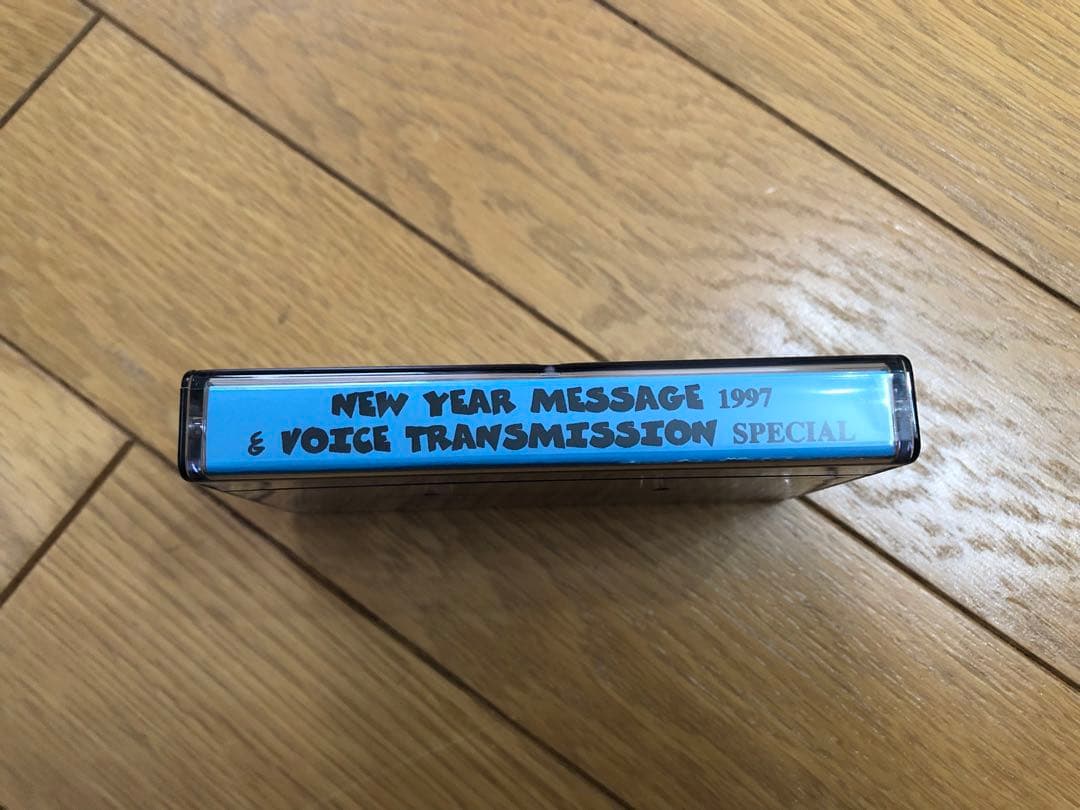 NEW YEAR MESSAGE 1997
& VOICE TRANSMISSION SPECIAL